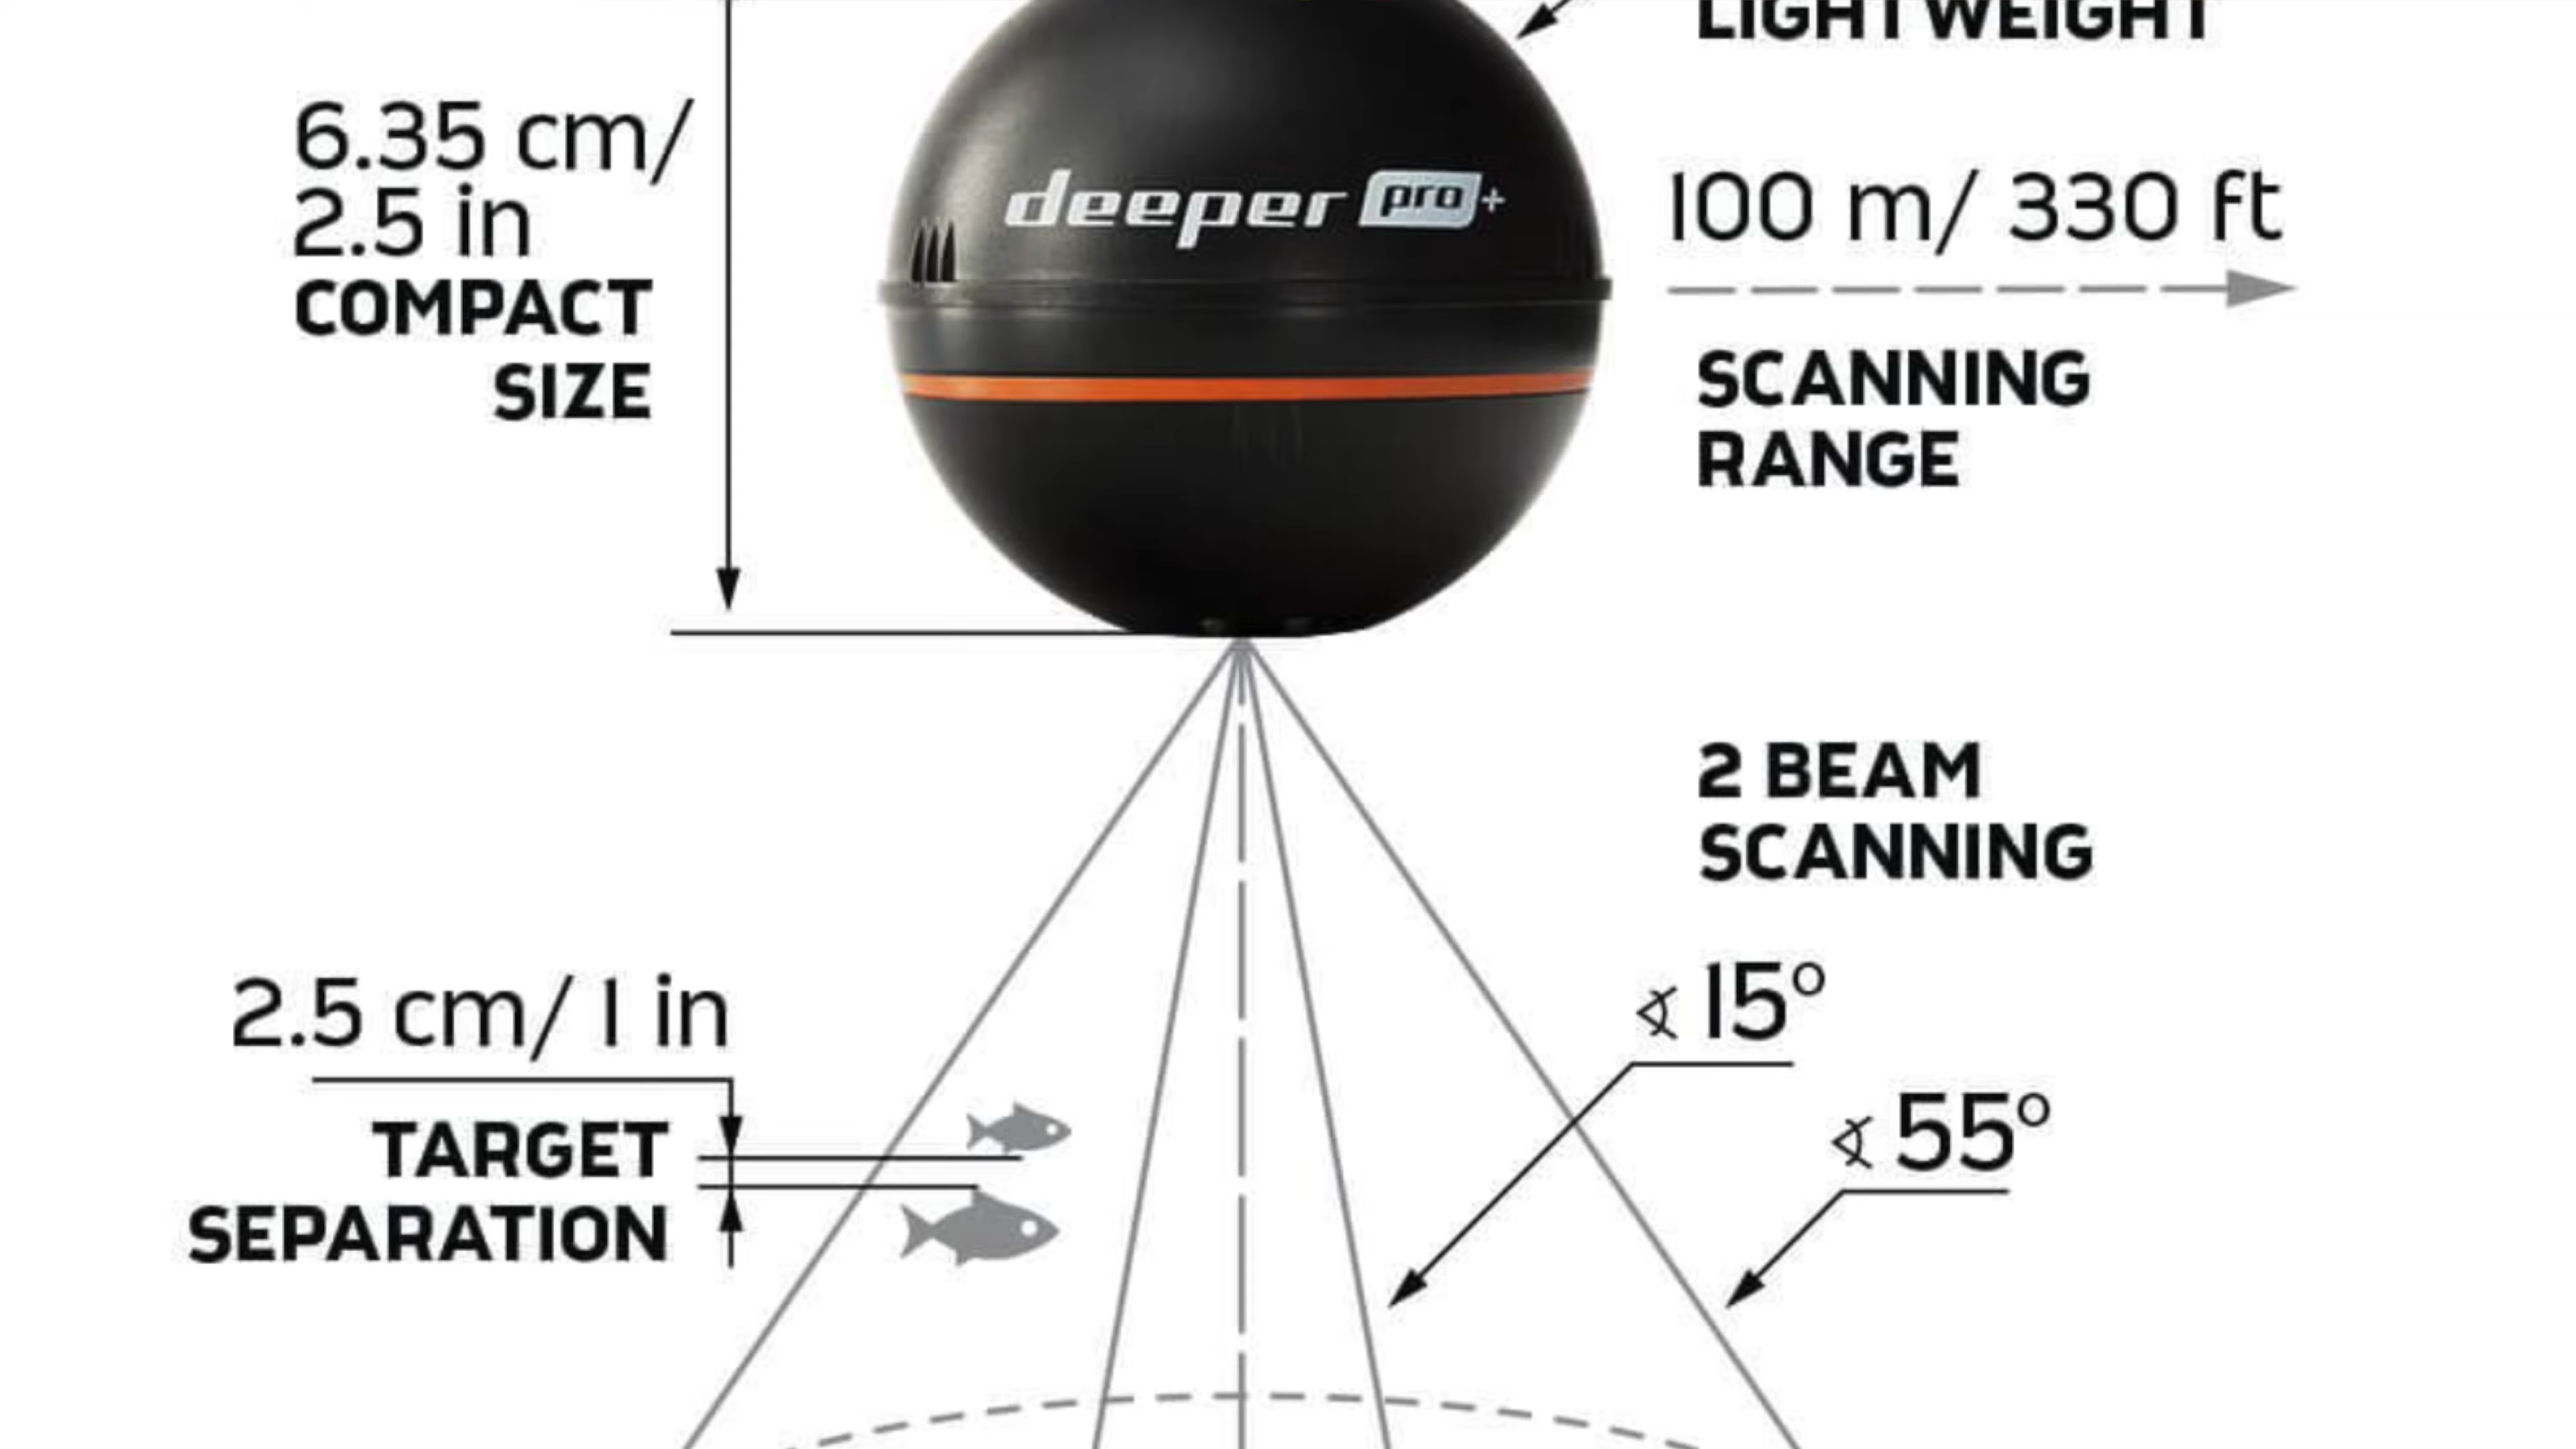 LIGHTWEIGHT
6.35 cm/
2.5 in
COMPACT
SIZE
deeper pro+
100 m/ 330 ft
SCANNING
RANGE
2 BEAM
SCANNING
2.5 cm/ 1 in
TARGET
SEPARATION
∢ 15°
∢ 55°